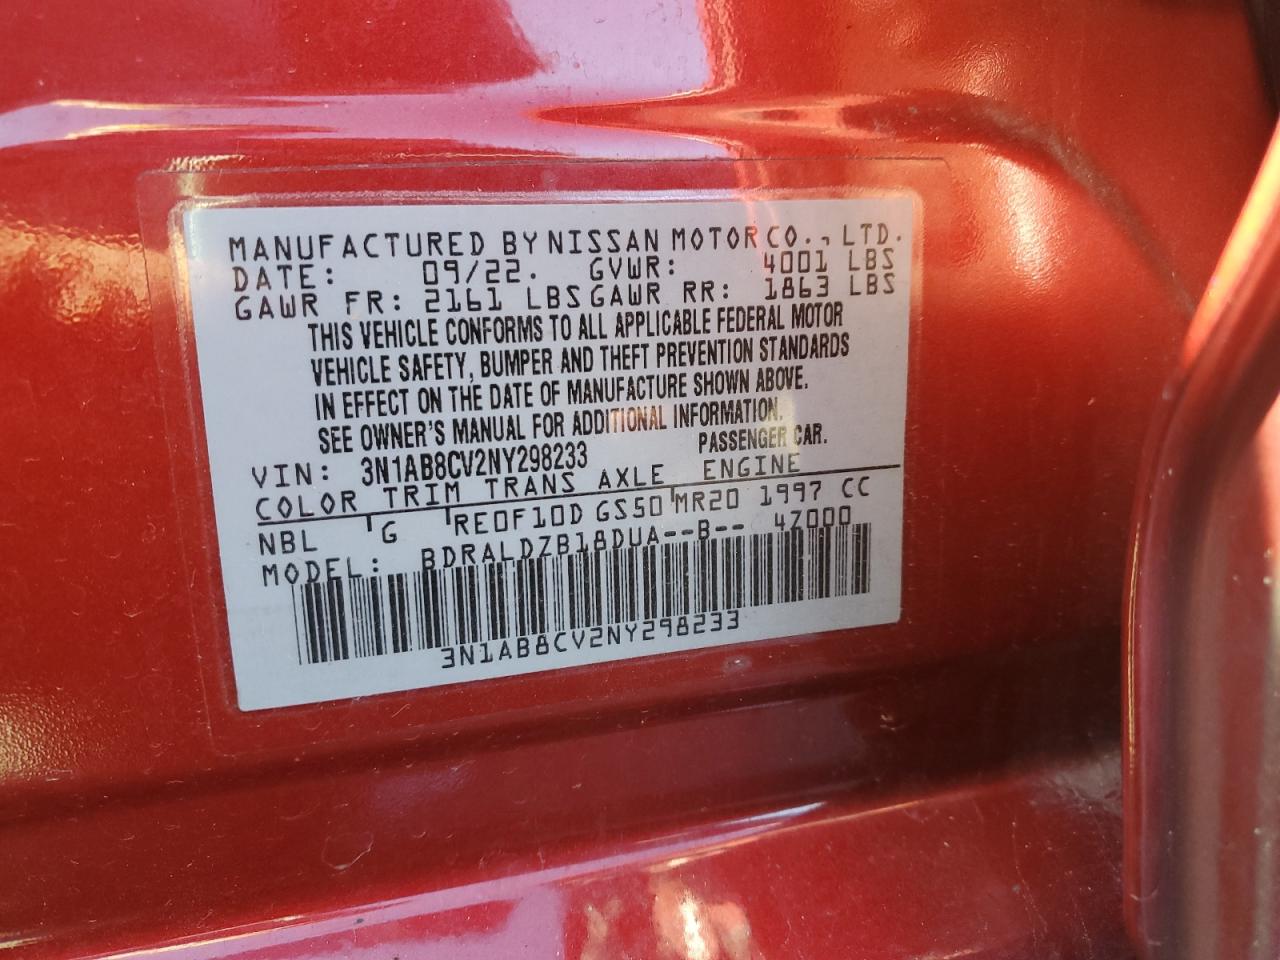 MANUFACTURED BY NISSAN MOTOR CO., LTD.
DATE: 09/22. GVWR: 4001 LBS
GAWR FR: 2161 LBS GAWR RR: 1863 LBS
THIS VEHICLE CONFORMS TO ALL APPLICABLE FEDERAL MOTOR
VEHICLE SAFETY, BUMPER AND THEFT PREVENTION STANDARDS
IN EFFECT ON THE DATE OF MANUFACTURE SHOWN ABOVE.
SEE OWNER'S MANUAL FOR ADDITIONAL INFORMATION.
VIN: 3N1AB8CV2NY298233 PASSENGER CAR.
COLOR TRIM TRANS AXLE ENGINE
NBL G RE0F10D GS50 MR20 1997 CC
MODEL: BDRALDZB18DUA--B-- 4Z000
3N1AB8CV2NY298233